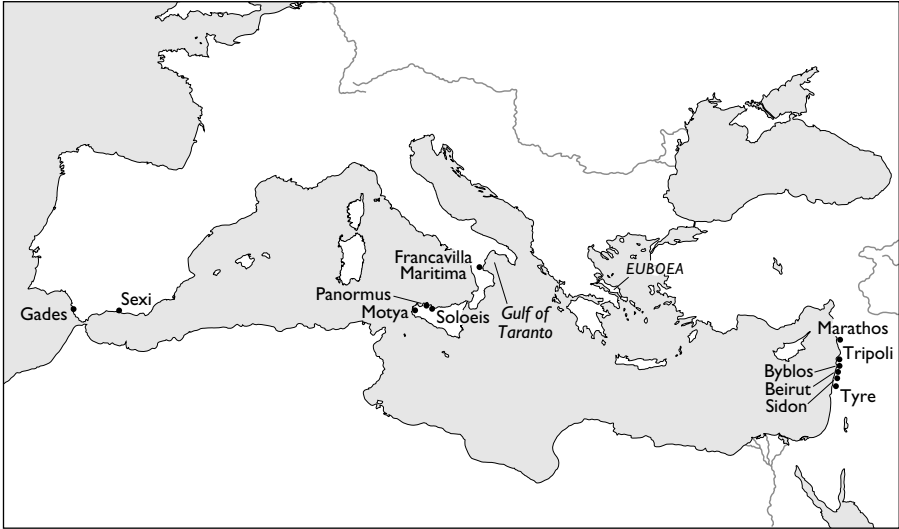 Gades
Sexi
Francavilla
Maritima
Panormus
Motya
Soloeis
Gulf of
Taranto
EUBOEA
Marathos
Tripoli
Byblos
Beirut
Sidon
Tyre